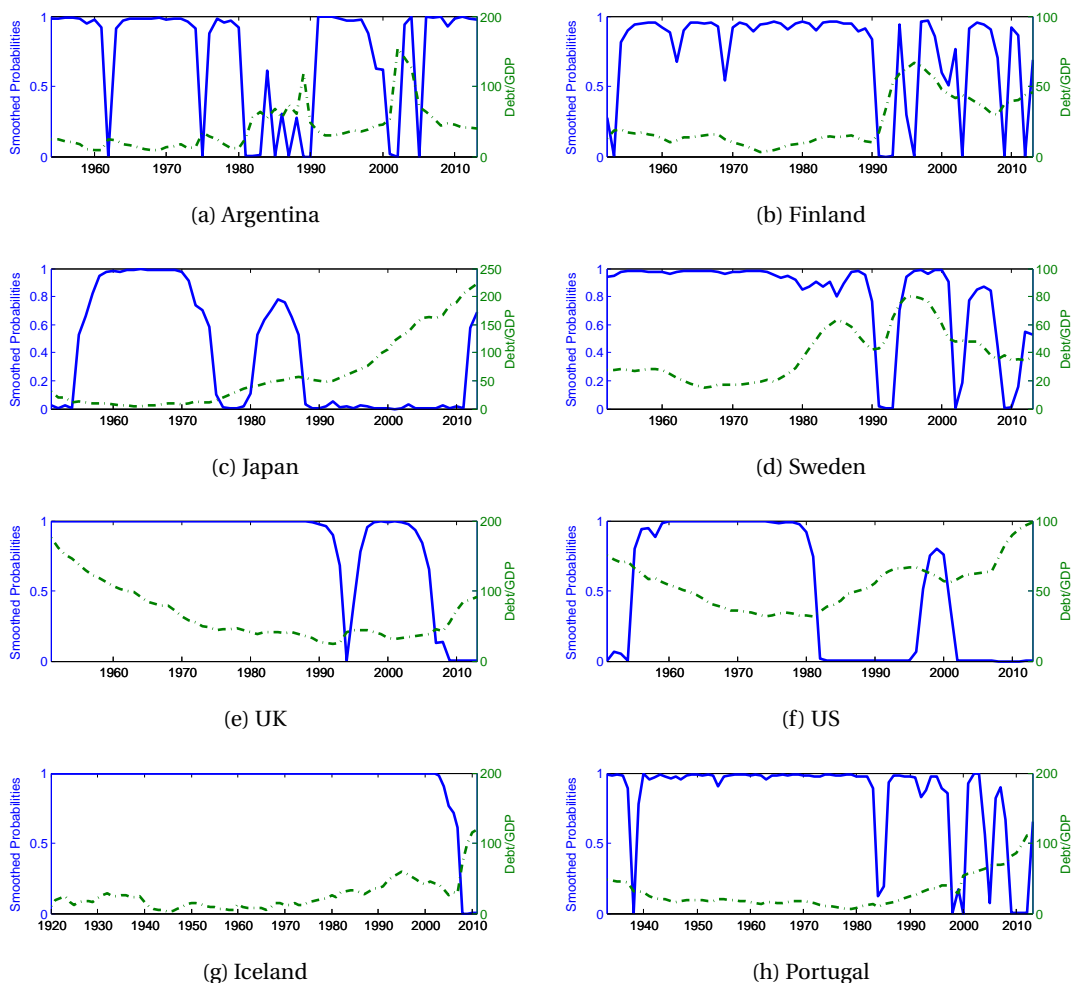 1 200
Smoothed Probabilities 0.5 100 Debt/GDP
0 0
1960 1970 1980 1990 2000 2010
(a) Argentina
1 100
Smoothed Probabilities 0.5 50 Debt/GDP
0 0
1960 1970 1980 1990 2000 2010
(b) Finland
1 250
0.8 200
0.6 150
Smoothed Probabilities Debt/GDP
0.4 100
0.2 50
0 0
1960 1970 1980 1990 2000 2010
(c) Japan
1 100
0.8 80
0.6 60
Smoothed Probabilities Debt/GDP
0.4 40
0.2 20
0 0
1960 1970 1980 1990 2000 2010
(d) Sweden
1 200
Smoothed Probabilities 0.5 100 Debt/GDP
0 0
1960 1970 1980 1990 2000 2010
(e) UK
1 100
Smoothed Probabilities 0.5 50 Debt/GDP
0 0
1960 1970 1980 1990 2000 2010
(f) US
1 200
Smoothed Probabilities 0.5 100 Debt/GDP
0 0
1920 1930 1940 1950 1960 1970 1980 1990 2000 2010
(g) Iceland
1 200
Smoothed Probabilities 0.5 100 Debt/GDP
0 0
1940 1950 1960 1970 1980 1990 2000 2010
(h) Portugal